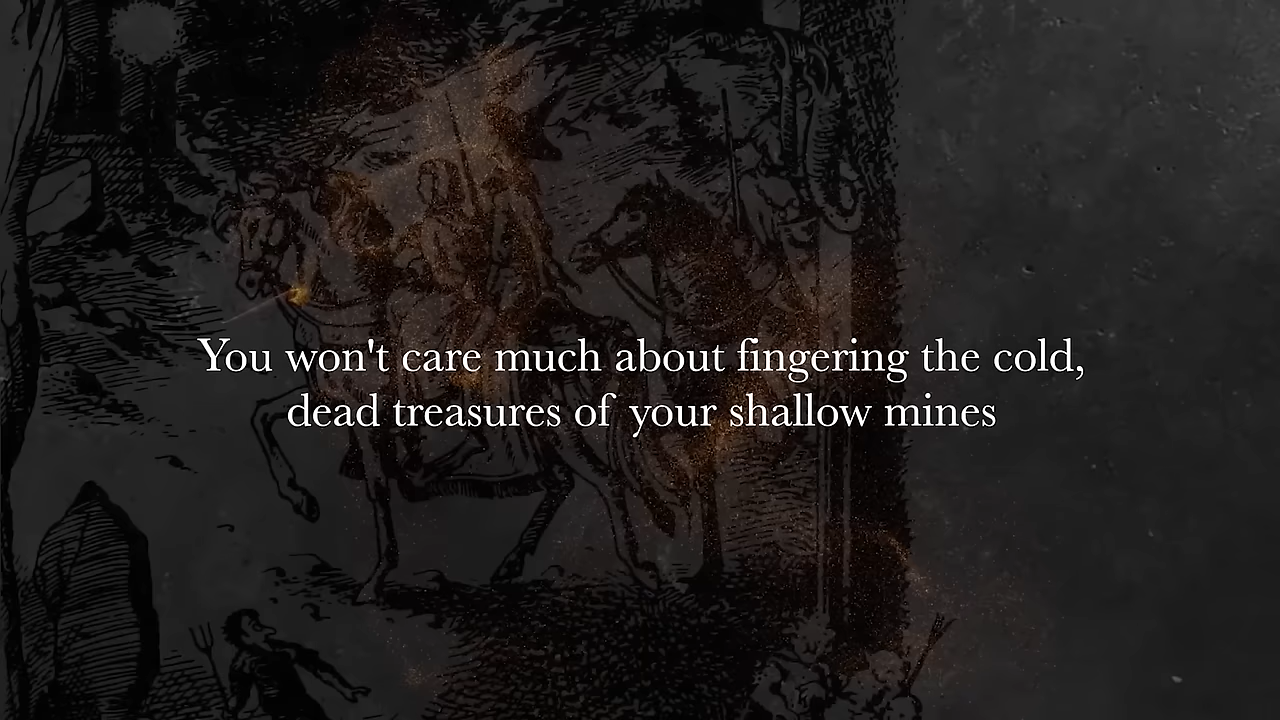 You won't care much about fingering the cold,
dead treasures of your shallow mines